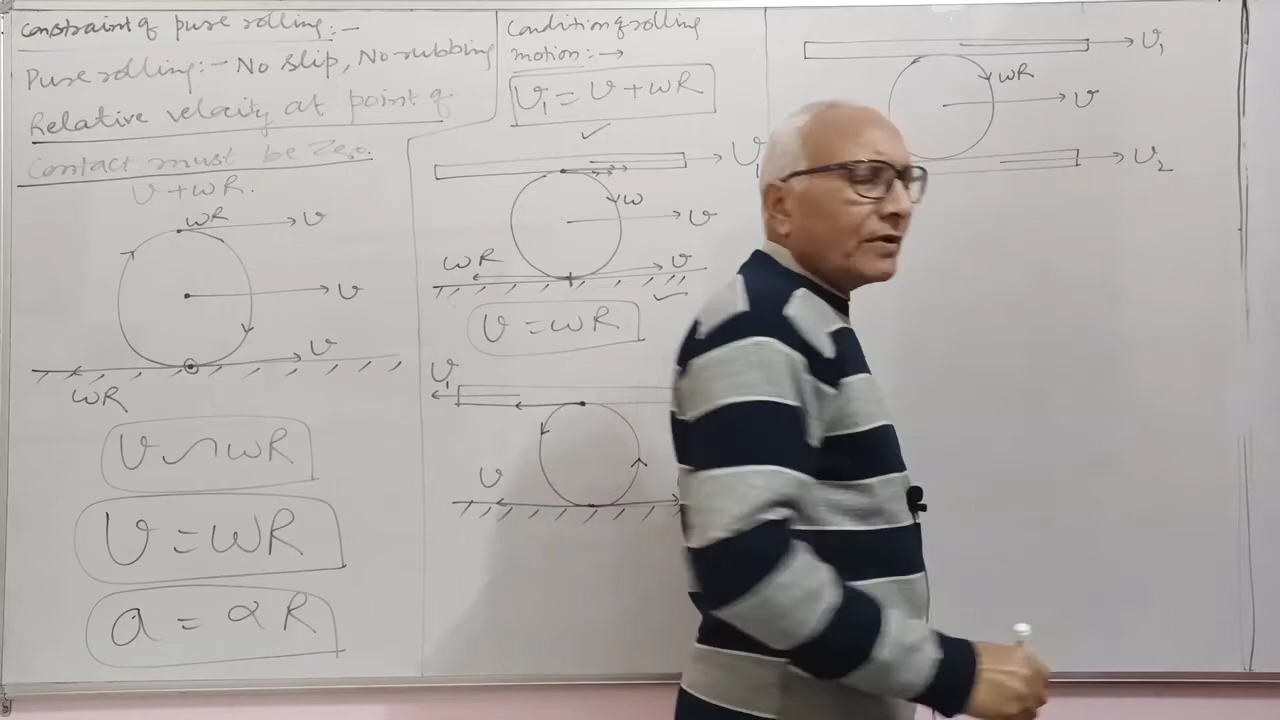 constraint of pure rolling:-
Pure rolling:- No slip, No rubbing
Relative velocity at point of
Contact must be Zero.
v + ωR.
ωR v
v
v
ωR
v ~ ωR
v = ωR
a = αR
Condition of rolling
motion:→
v₁ = v + ωR
✓
ω
v
ωR v
✓
v = ωR
v₁
v
v₁
ωR
v
v₂